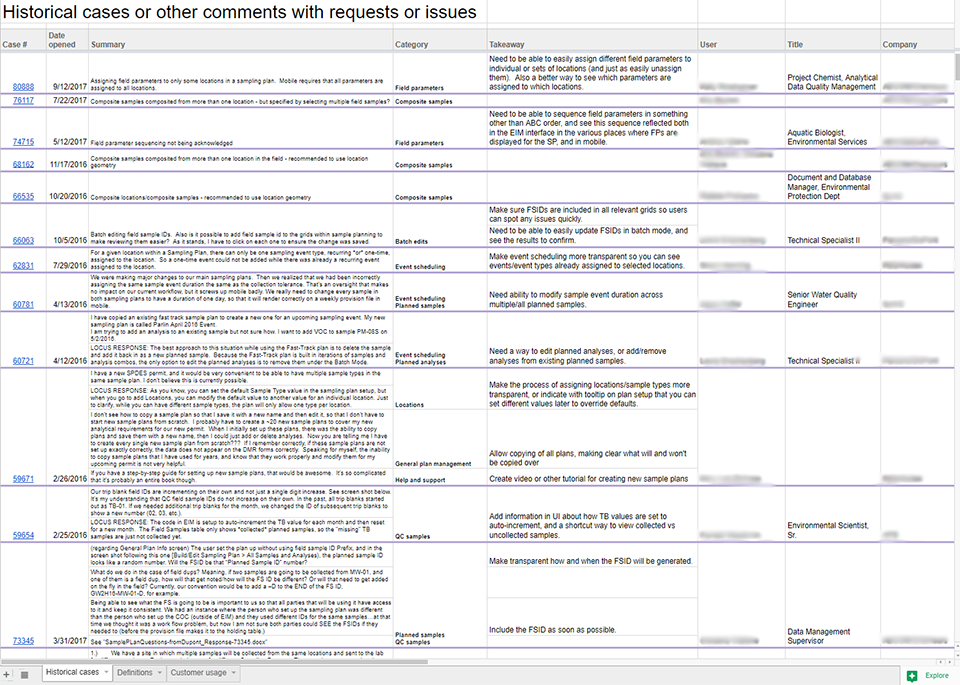 Historical cases or other comments with requests or issues
Case #
Date
opened
Summary
Category
Takeaway
User
Title
Company
80888
9/12/2017
Assigning field parameters to only some locations in a sampling plan. Mobile requires that all parameters are
assigned to all locations.
Field parameters
Need to be able to easily assign different field parameters to
individual or sets of locations (and just as easily unassign
them). Also a better way to see which parameters are
assigned to which locations.
Project Chemist, Analytical
Data Quality Management
76117
7/22/2017
Composite samples composited from more than one location - but specified by selecting multiple field samples?
Composite samples
74715
5/12/2017
Field parameter sequencing not being acknowledged
Field parameters
Need to be able to sequence field parameters in something
other than ABC order, and see this sequence reflected both
in the EIM interface in the various places where FPs are
displayed for the SP, and in mobile.
Aquatic Biologist,
Environmental Services
68162
11/17/2016
Composite samples composited from more than one location in the field - recommended to use location
geometry
Composite samples
66535
10/20/2016
Composite locations/composite samples - recommended to use location geometry
Composite samples
Document and Database
Manager, Environmental
Protection Dept
66063
10/5/2016
Batch editing field sample IDs. Also is it possible to add field sample id to the grids within sample planning to
make reviewing them easier? As it stands, I have to click on each one to ensure the change was saved.
Batch edits
Make sure FSIDs are included in all relevant grids so users
can spot any issues quickly.
Need to be able to easily update FSIDs in batch mode, and
see the results to confirm.
Technical Specialist II
62831
7/29/2016
For a given location within a Sampling Plan, there can only be one sampling event type, recurring *or* one-time,
assigned to the location. So a one-time event could not be added while there was already a recurring event
assigned to the location.
Event scheduling
Make event scheduling more transparent so you can see
events/event types already assigned to selected locations.
60781
4/13/2016
We were making major changes to our main sampling plans. Then we realized that we had been incorrectly
assigning the same sample event duration the same as the collection tolerance. That's an oversight that makes
no impact on our current workflow, but it screws up mobile badly. We really need to change every sample in
both sampling plans to have a duration of one day, so that it will render correctly on a weekly provision file in
mobile.
Event scheduling
Planned samples
Need ability to modify sample event duration across
multiple/all planned samples.
Senior Water Quality
Engineer
60721
4/12/2016
I have copied an existing fast track sample plan to create a new one for an upcoming sampling event. My new
sampling plan is called Parlin April 2016 Event.
I am trying to add an analysis to an existing sample but not sure how. I want to add VOC to sample PM-08S on
5/2/2016.
LOCUS RESPONSE: The best approach to this situation while using the Fast-Track plan is to delete the sample
and add it back in as a new planned sample. Because the Fast-Track plan is built in iterations of samples and
analysis combos, the only option to edit the planned analyses is to remove them under the Batch Mode.
Event scheduling
Planned analyses
Need a way to edit planned analyses, or add/remove
analyses from existing planned samples.
Technical Specialist II
I have a new SPDES permit, and it would be very convenient to be able to have multiple sample types in the
same sample plan. I don't believe this is currently possible.
LOCUS RESPONSE: As you know, you can set the default Sample Type value in the sampling plan setup, but
when you go to add Locations, you can modify the default value to another value for an individual location. Just
to clarify, while you can have different sample types, the plan will only allow one type per location.
Locations
Make the process of assigning locations/sample types more
transparent, or indicate with tooltip on plan setup that you can
set different values later to override defaults.
I don't see how to copy a sample plan so that I save it with a new name and then edit it, so that I don't have to
start new sample plans from scratch. I probably have to create a ~20 new sample plans to cover my new
analytical requirements for our new permit. When I initially set up these plans, there was the ability to copy
plans and save them with a new name, then I could just add or delete analyses. Now you are telling me I have
to create every single new sample plan from scratch??? If I remember correctly, if these sample plans are not
set up exactly correctly, the data does not appear on the DMR forms correctly. Speaking for myself, the inability
to copy sample plans that I have used for years, and know that they work properly and modify them for my
upcoming permit is not very helpful.
General plan management
Allow copying of all plans, making clear what will and won't
be copied over
59671
2/26/2016
If you have a step-by-step guide for setting up new sample plans, that would be awesome. It's so complicated
that it's probably an entire book though.
Help and support
Create video or other tutorial for creating new sample plans
59654
2/25/2016
Our trip blank field IDs are incrementing on their own and not just a single digit increase. See screen shot below.
It's my understanding that QC field sample IDs do not increase on their own. In the past, all trip blanks started
out as TB-01. If we needed additional trip blanks for the month, we changed the ID of subsequent trip blanks to
show a new number (02, 03, etc.).
LOCUS RESPONSE: The code in EIM is setup to auto-increment the TB value for each month and then reset
for a new month. The Field Samples table only shows "collected" planned samples, so the "missing" TB
samples are just not collected yet.
QC samples
Add information in UI about how TB values are set to
auto-increment, and a shortcut way to view collected vs
uncollected samples.
Environmental Scientist,
Sr.
(regarding General Plan Info screen) The user set the plan up without using field sample ID Prefix, and in the
screen shot following this one [Build/Edit Sampling Plan > All Samples and Analyses), the planned sample ID
looks like a random number. Will the FSID be that "Planned Sample ID" number?
Make transparent how and when the FSID will be generated.
What do we do in the case of field dups? Meaning, if two samples are going to be collected from MW-01, and
one of them is a field dup, how will that get noted/how will the FS ID be different? Or will that need to get added
on the fly in the field? Currently, our convention would be to add a –D to the END of the FS ID.
GW2H16-MW-01-D, for example.
73345
3/31/2017
Being able to see what the FS is going to be is important to us so that all parties that will be using it have access
to it and keep it consistent. We had an instance where the person who set up the sampling plan was different
than the person who set up the COC (outside of EIM) and they used different IDs for the same samples...at that
time we thought it was a work flow problem, but now I am not sure both parties could SEE the FSIDs if they
needed to (before the provision file makes it to the holding table.)
See "SamplePLanQuestions-fromDupont_Response-73345.docx"
Planned samples
QC samples
Include the FSID as soon as possible.
Data Management
Supervisor
1.) We have a site in which multiple samples will be collected from the same locations and sent to the lab
Historical cases
Definitions
Customer usage
Explore